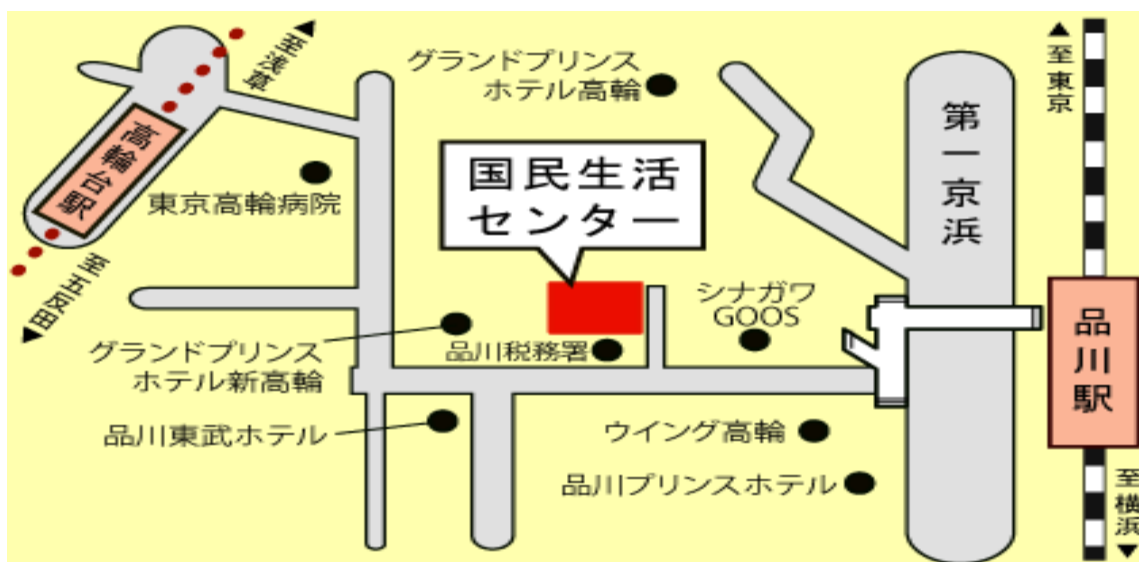 ▲至浅草
高輪台駅
至五反田▼
東京高輪病院
グランドプリンス
ホテル高輪
国民生活
センター
第一京浜
▲至東京
品川駅
至横浜▼
シナガワ
GOOS
品川税務署
グランドプリンス
ホテル新高輪
品川東武ホテル
ウイング高輪
品川プリンスホテル